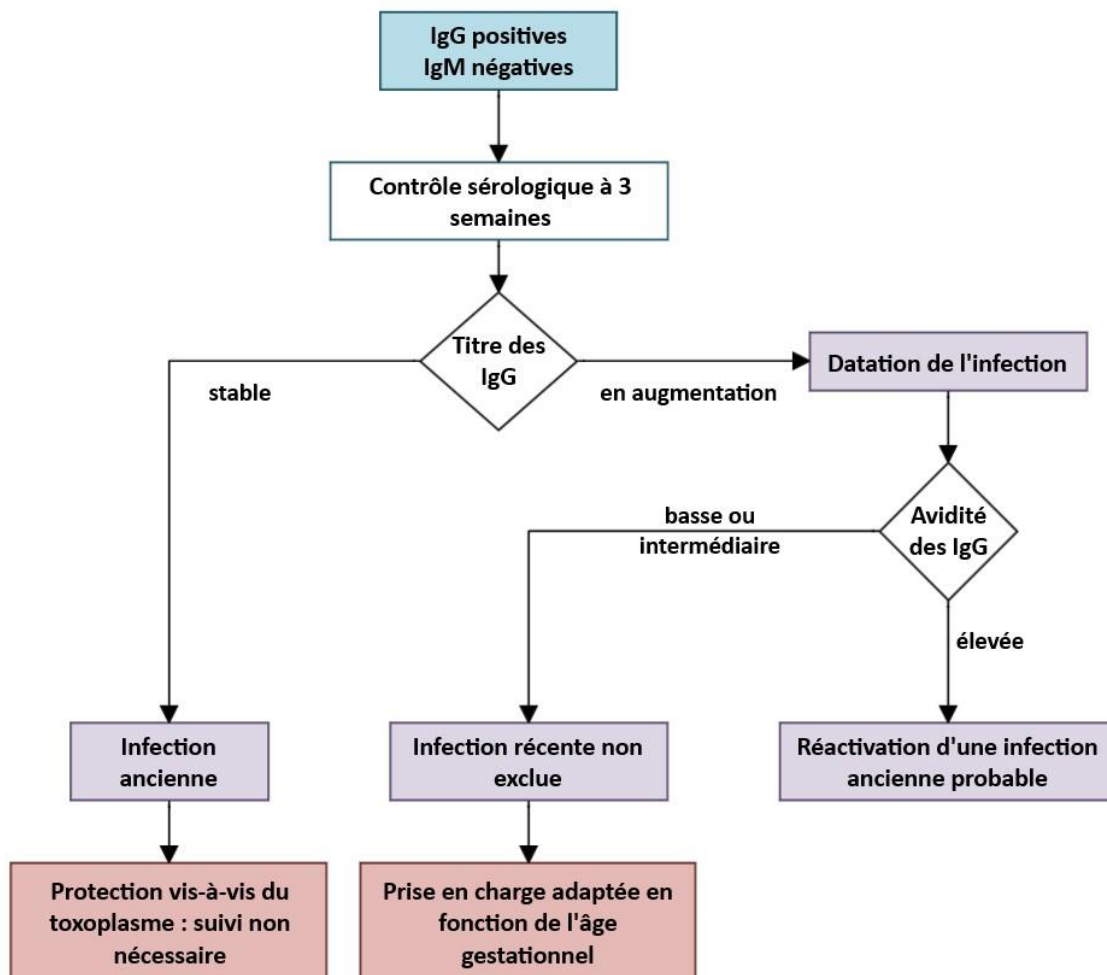 IgG positives
IgM négatives
Contrôle sérologique à 3
semaines
Titre des
IgG
stable
en augmentation
Datation de l'infection
basse ou
intermédiaire
Avidité
des IgG
élevée
Infection
ancienne
Infection récente non
exclue
Réactivation d'une infection
ancienne probable
Protection vis-à-vis du
toxoplasme : suivi non
nécessaire
Prise en charge adaptée en
fonction de l'âge
gestationnel